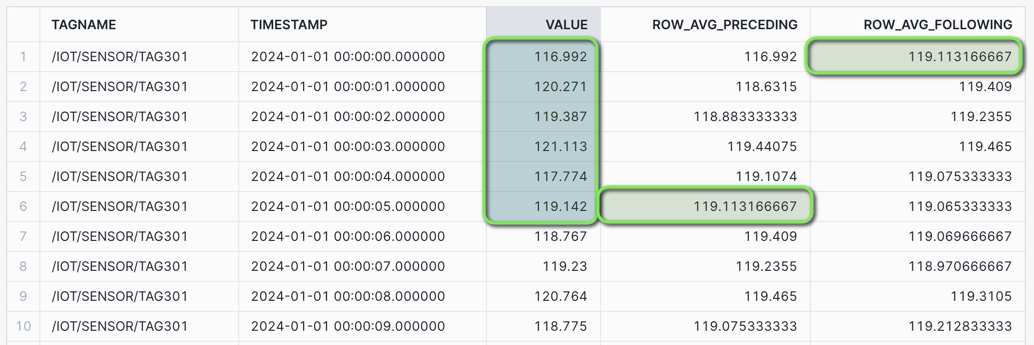 TAGNAME TIMESTAMP VALUE ROW_AVG_PRECEDING ROW_AVG_FOLLOWING
1 /IOT/SENSOR/TAG301 2024-01-01 00:00:00.000000 116.992 116.992 119.113166667
2 /IOT/SENSOR/TAG301 2024-01-01 00:00:01.000000 120.271 118.6315 119.409
3 /IOT/SENSOR/TAG301 2024-01-01 00:00:02.000000 119.387 118.883333333 119.2355
4 /IOT/SENSOR/TAG301 2024-01-01 00:00:03.000000 121.113 119.44075 119.465
5 /IOT/SENSOR/TAG301 2024-01-01 00:00:04.000000 117.774 119.1074 119.075333333
6 /IOT/SENSOR/TAG301 2024-01-01 00:00:05.000000 119.142 119.113166667 119.065333333
7 /IOT/SENSOR/TAG301 2024-01-01 00:00:06.000000 118.767 119.409 119.069666667
8 /IOT/SENSOR/TAG301 2024-01-01 00:00:07.000000 119.23 119.2355 118.970666667
9 /IOT/SENSOR/TAG301 2024-01-01 00:00:08.000000 120.764 119.465 119.3105
10 /IOT/SENSOR/TAG301 2024-01-01 00:00:09.000000 118.775 119.075333333 119.212833333